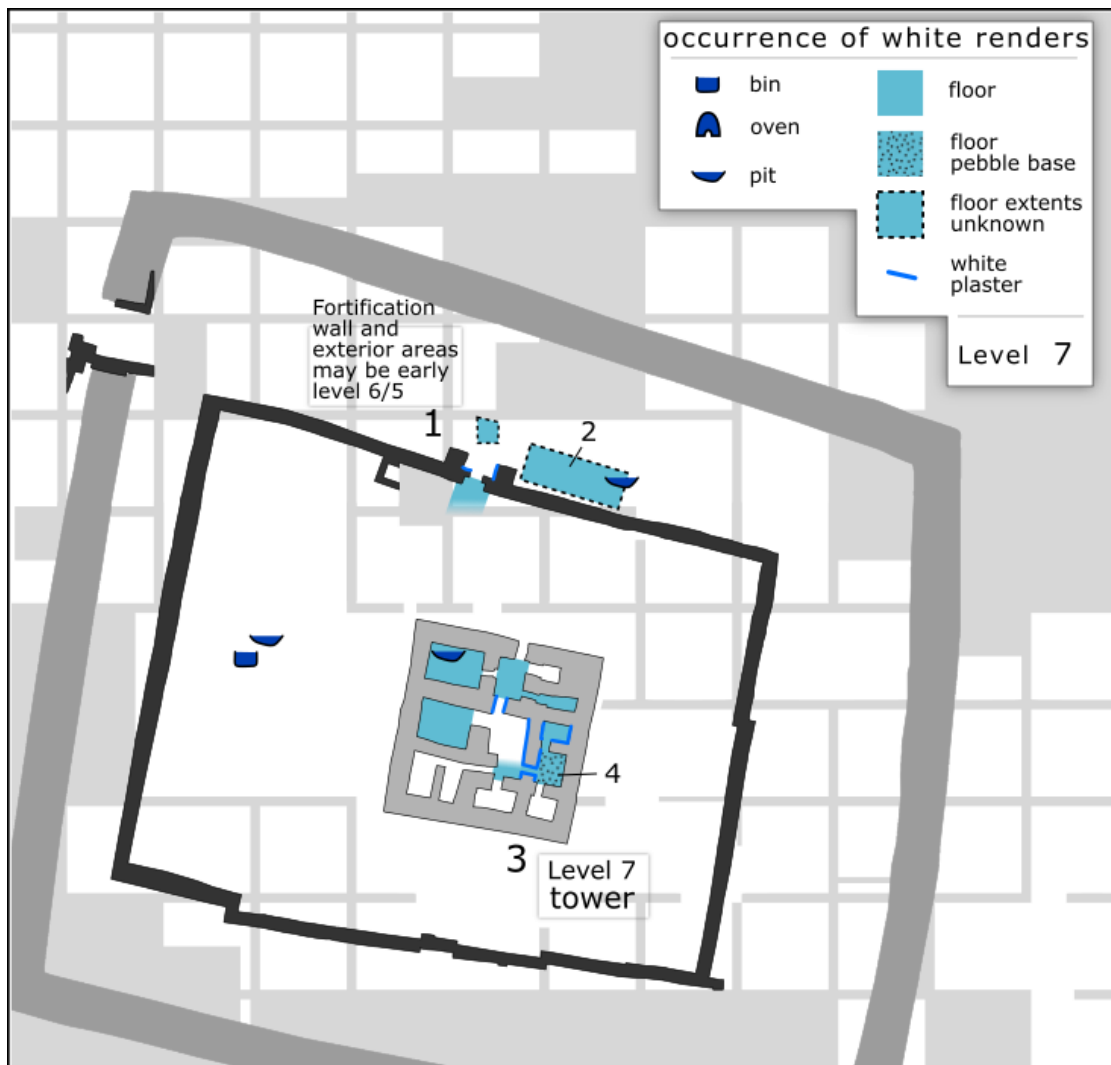 occurrence of white renders
bin
oven
pit
floor
floor
pebble base
floor extents
unknown
white
plaster
Level 7
Fortification
wall and
exterior areas
may be early
level 6/5
1
2
4
3
Level 7
tower